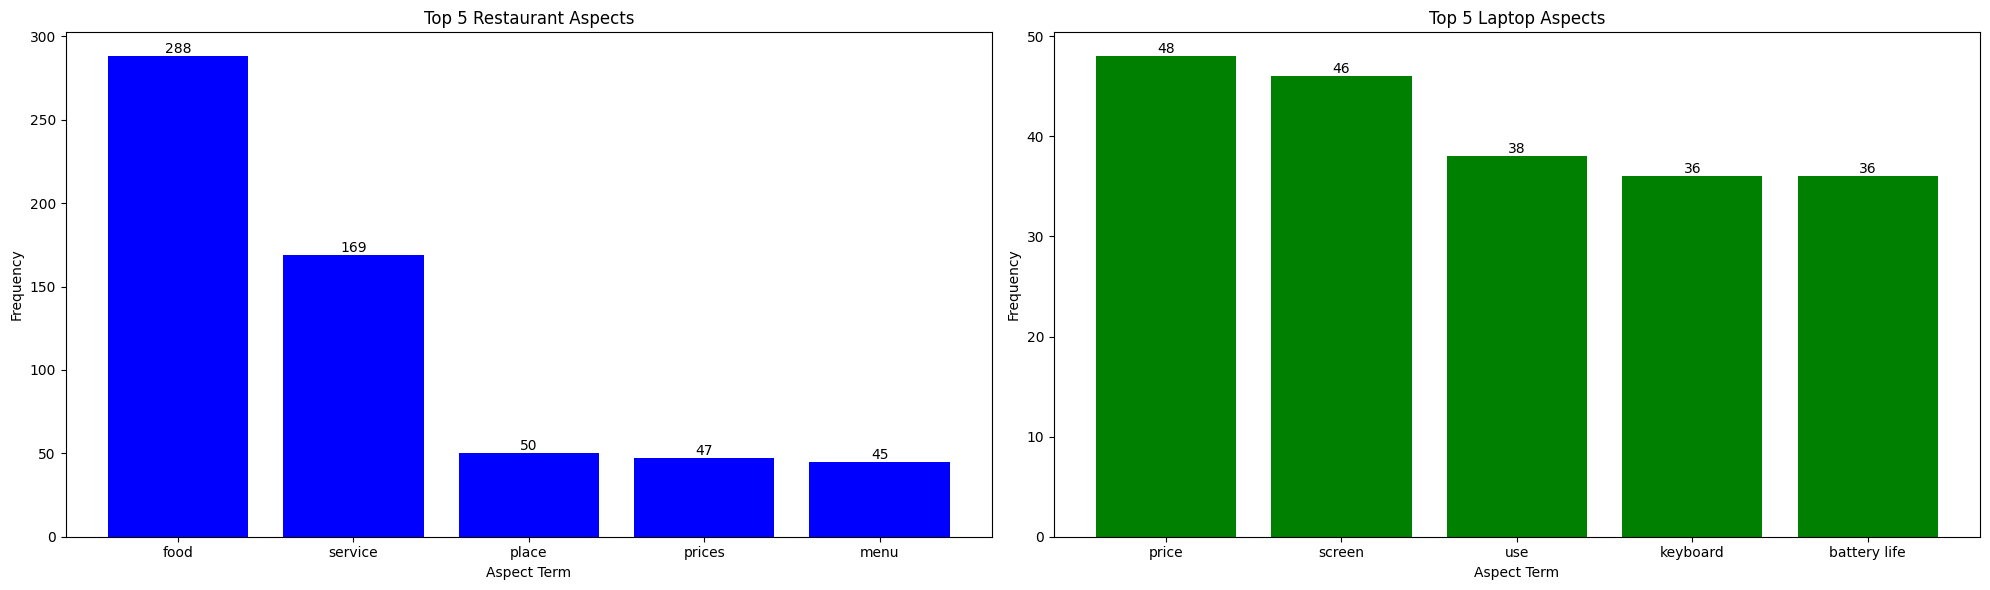 Top 5 Restaurant Aspects
300
250
200
150
100
50
0
Frequency
288
169
50
47
45
food
service
place
prices
menu
Aspect Term
Top 5 Laptop Aspects
50
40
30
20
10
0
Frequency
48
46
38
36
36
price
screen
use
keyboard
battery life
Aspect Term